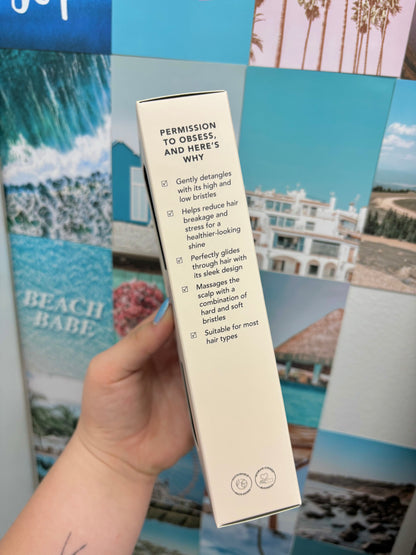 PERMISSION
TO OBSESS,
AND HERE'S
WHY
Gently detangles
with its high and
low bristles
Helps reduce hair
breakage and
stress for a
healthier-looking
shine
Perfectly glides
through hair with
its sleek design
Massages the
scalp with a
combination of
hard and soft
bristles
Suitable for most
hair types
BEACH
BABE